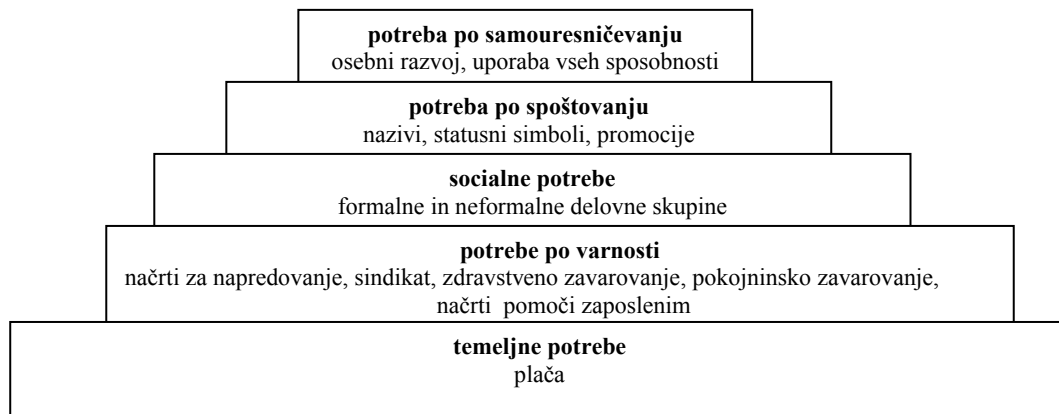 potreba po samouresničevanju
osebni razvoj, uporaba vseh sposobnosti
potreba po spoštovanju
nazivi, statusni simboli, promocije
socialne potrebe
formalne in neformalne delovne skupine
potrebe po varnosti
načrti za napredovanje, sindikat, zdravstveno zavarovanje, pokojninsko zavarovanje,
načrti  pomoči zaposlenim
temeljne potrebe
plača